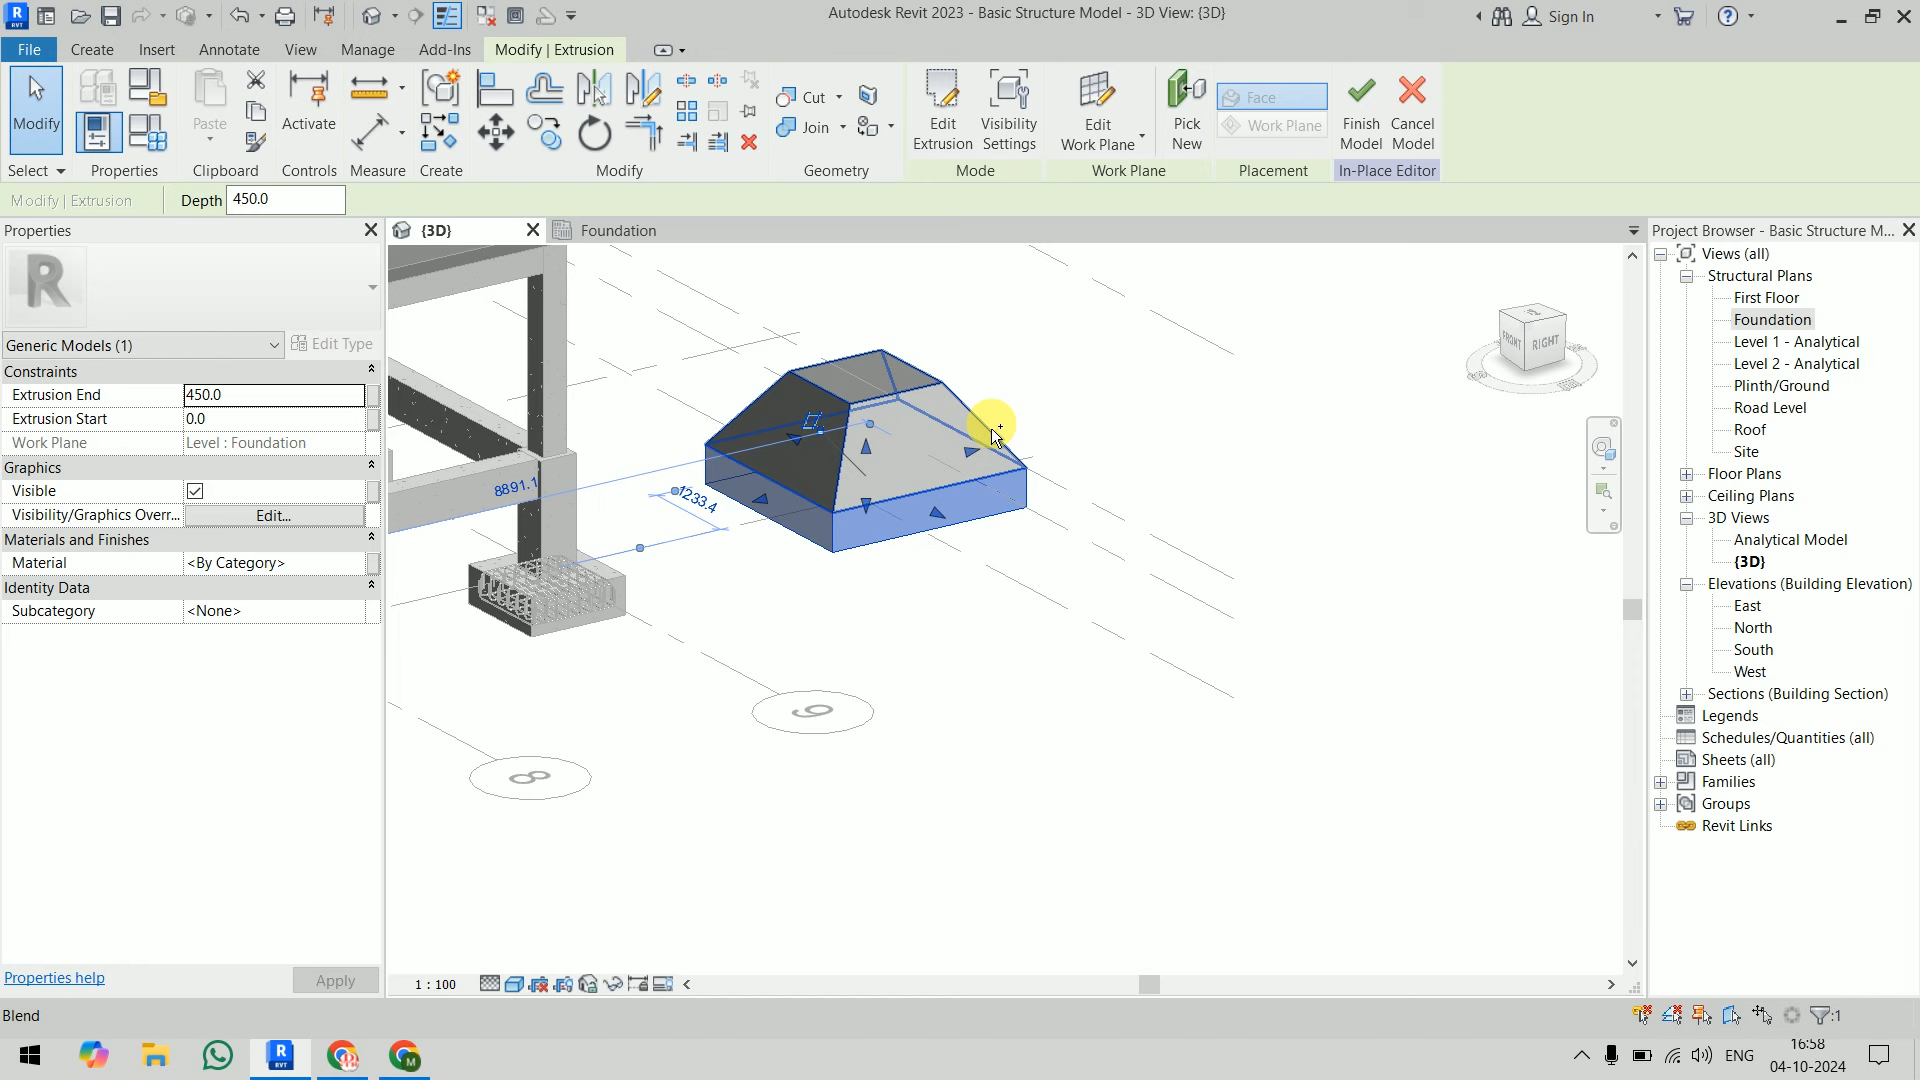 Autodesk Revit 2023 - Basic Structure Model - 3D View: {3D}
Sign In
File
Create
Insert
Annotate
View
Manage
Add-Ins
Modify | Extrusion
Modify
Paste
Activate
Cut
Join
Edit
Extrusion
Visibility
Settings
Edit
Work Plane
Pick
New
Face
Work Plane
Finish
Model
Cancel
Model
Select
Properties
Clipboard
Controls
Measure
Create
Modify
Geometry
Mode
Work Plane
Placement
In-Place Editor
Modify | Extrusion
Depth 450.0
Properties
{3D}
Foundation
Project Browser - Basic Structure M...
R
Generic Models (1)
Edit Type
Constraints
Extrusion End 450.0
Extrusion Start 0.0
Work Plane Level : Foundation
Graphics
Visible
Visibility/Graphics Overr... Edit...
Materials and Finishes
Material <By Category>
Identity Data
Subcategory <None>
Properties help
Apply
8891.1
1233.4
9
8
FRONT
RIGHT
Views (all)
Structural Plans
First Floor
Foundation
Level 1 - Analytical
Level 2 - Analytical
Plinth/Ground
Road Level
Roof
Site
Floor Plans
Ceiling Plans
3D Views
Analytical Model
{3D}
Elevations (Building Elevation)
East
North
South
West
Sections (Building Section)
Legends
Schedules/Quantities (all)
Sheets (all)
Families
Groups
Revit Links
1 : 100
Blend
:1
R
RVT
M
ENG
16:58
04-10-2024